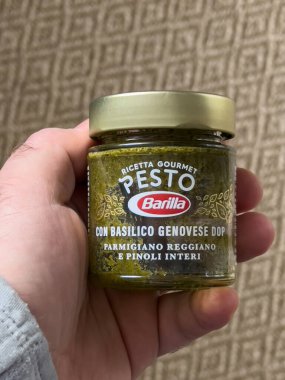 RICETTA GOURMET
PESTO
Barilla
CON BASILICO GENOVESE DOP
PARMIGIANO REGGIANO
E PINOLI INTERI